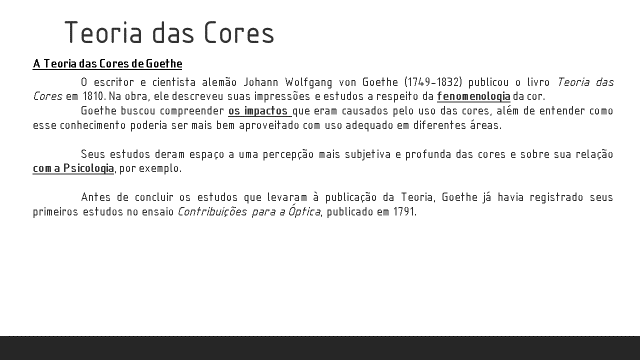 Teoria das Cores
A Teoria das Cores de Goethe
O escritor e cientista alemão Johann Wolfgang von Goethe (1749-1832) publicou o livro Teoria das
Cores em 1810. Na obra, ele descreveu suas impressões e estudos a respeito da fenomenologia da cor.
Goethe buscou compreender os impactos que eram causados pelo uso das cores, além de entender como
esse conhecimento poderia ser mais bem aproveitado com uso adequado em diferentes áreas.
Seus estudos deram espaço a uma percepção mais subjetiva e profunda das cores e sobre sua relação
com a Psicologia, por exemplo.
Antes de concluir os estudos que levaram à publicação da Teoria, Goethe já havia registrado seus
primeiros estudos no ensaio Contribuições para a Óptica, publicado em 1791.